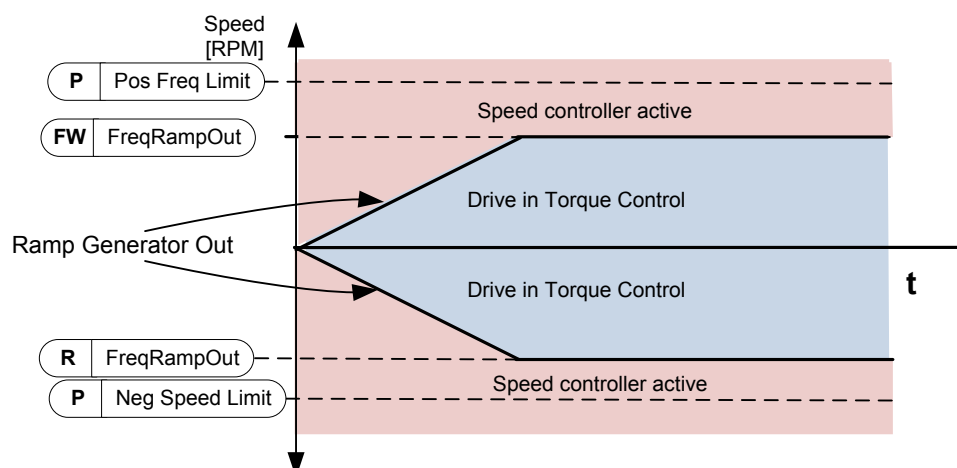 Speed
[RPM]
P Pos Freq Limit
Speed controller active
FW FreqRampOut
Drive in Torque Control
Ramp Generator Out
Drive in Torque Control
t
R FreqRampOut
Speed controller active
P Neg Speed Limit